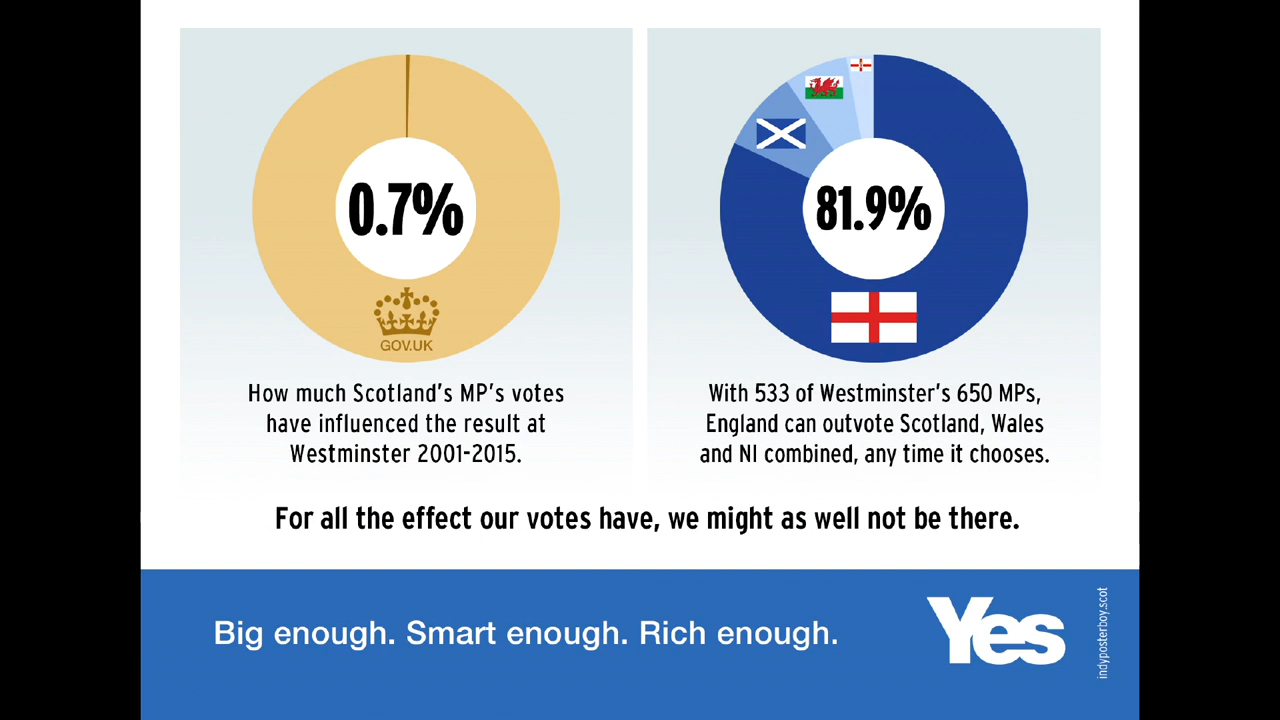 0.7%
GOV.UK
How much Scotland's MP's votes
have influenced the result at
Westminster 2001-2015.
81.9%
With 533 of Westminster's 650 MPs,
England can outvote Scotland, Wales
and NI combined, any time it chooses.
For all the effect our votes have, we might as well not be there.
Big enough. Smart enough. Rich enough.
Yes
indyposterboy.scot